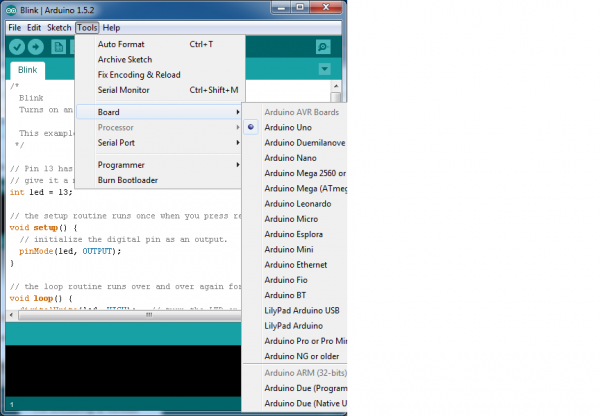 Blink | Arduino 1.5.2
File Edit Sketch Tools Help
Auto Format Ctrl+T
Archive Sketch
Fix Encoding & Reload
Serial Monitor Ctrl+Shift+M
Board
Processor
Serial Port
Programmer
Burn Bootloader
Arduino AVR Boards
Arduino Uno
Arduino Duemilanove
Arduino Nano
Arduino Mega 2560 or
Arduino Mega (ATmeg
Arduino Leonardo
Arduino Micro
Arduino Esplora
Arduino Mini
Arduino Ethernet
Arduino Fio
Arduino BT
LilyPad Arduino USB
LilyPad Arduino
Arduino Pro or Pro Min
Arduino NG or older
Arduino ARM (32-bits)
Arduino Due (Program
Arduino Due (Native U
Blink
/*
Blink
Turns on an
This example
*/
// Pin 13 has
// give it a
int led = 13;
// the setup routine runs once when you press re
void setup() {
// initialize the digital pin as an output.
pinMode(led, OUTPUT);
}
// the loop routine runs over and over again for
void loop() {
1